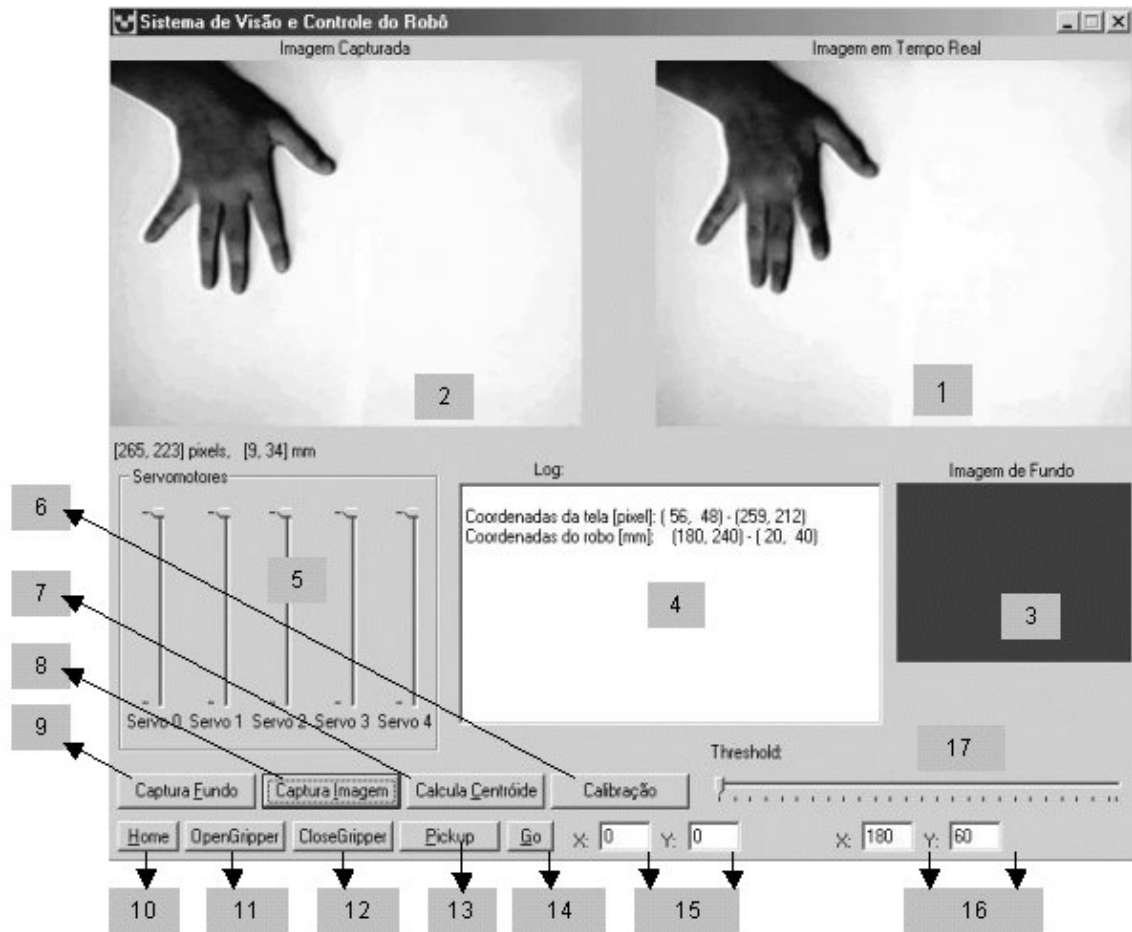 Sistema de Visão e Controle do Robô
Imagem Capturada
Imagem em Tempo Real
2
1
[265, 223] pixels, [9, 34] mm
Servomotores
Log:
Imagem de Fundo
6
Coordenadas da tela [pixel]: ( 56, 48) - (259, 212)
Coordenadas do robo [mm]: (180, 240) - ( 20, 40)
5
7
4
3
8
Servo 0 Servo 1 Servo 2 Servo 3 Servo 4
9
Threshold:
17
Captura Fundo Captura Imagem Calcula Centróide Calibração
Home OpenGripper CloseGripper Pickup Go X: 0 Y: 0 X: 180 Y: 60
10 11 12 13 14 15 16